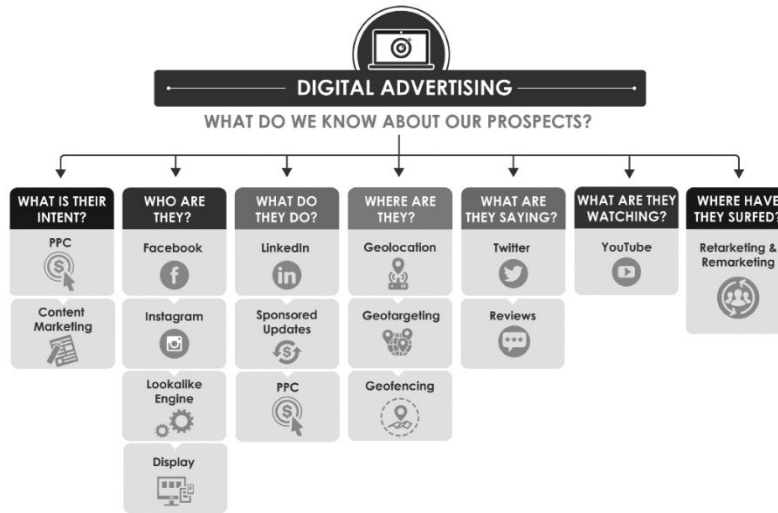 DIGITAL ADVERTISING
WHAT DO WE KNOW ABOUT OUR PROSPECTS?
WHAT IS THEIR
INTENT?
PPC
Content
Marketing
WHO ARE
THEY?
Facebook
Instagram
Lookalike
Engine
Display
WHAT DO
THEY DO?
LinkedIn
Sponsored
Updates
PPC
WHERE ARE
THEY?
Geolocation
Geotargeting
Geofencing
WHAT ARE
THEY SAYING?
Twitter
Reviews
WHAT ARE THEY
WATCHING?
YouTube
WHERE HAVE
THEY SURFED?
Retarketing &
Remarketing